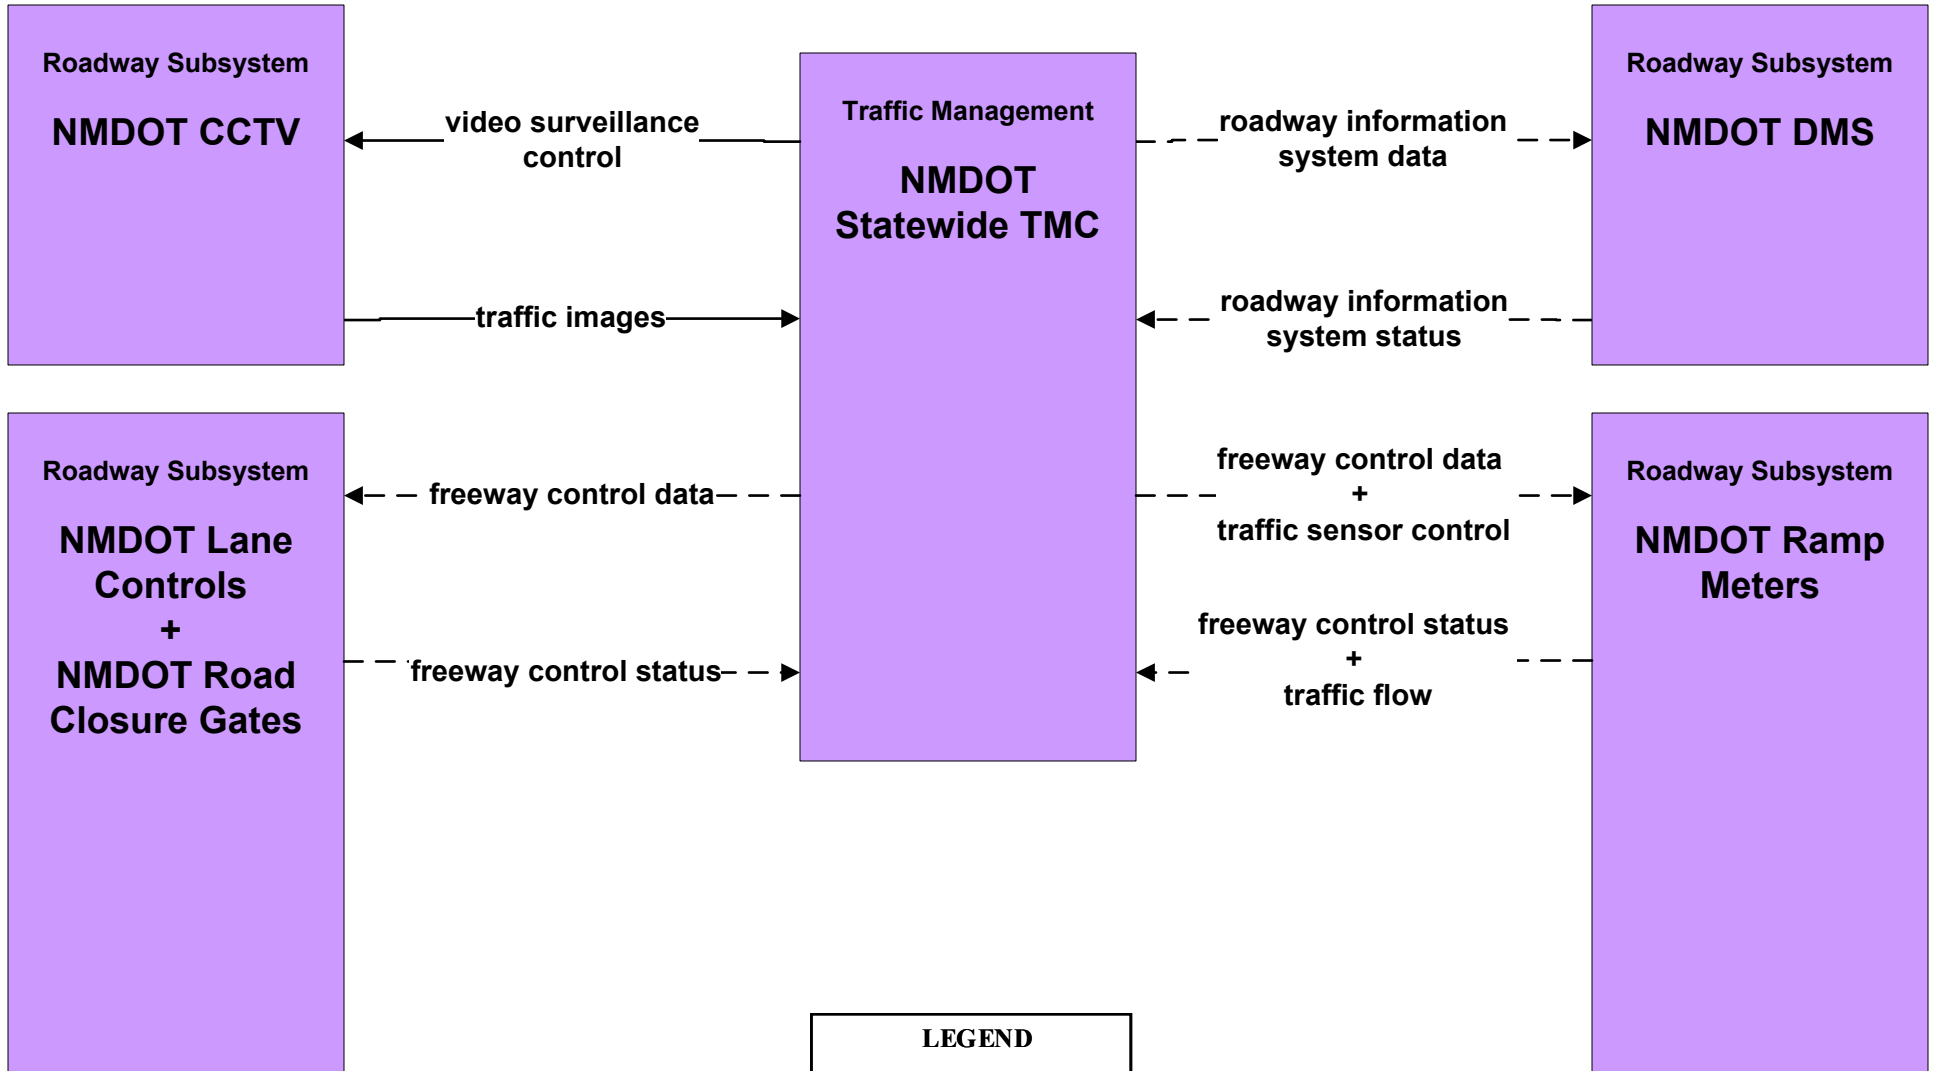 Roadway Subsystem
NMDOT CCTV
video surveillance
control
traffic images
Traffic Management
NMDOT
Statewide TMC
roadway information
system data
roadway information
system status
Roadway Subsystem
NMDOT DMS
Roadway Subsystem
NMDOT Lane
Controls
+
NMDOT Road
Closure Gates
freeway control data
freeway control status
freeway control data
+
traffic sensor control
freeway control status
+
traffic flow
Roadway Subsystem
NMDOT Ramp
Meters
LEGEND